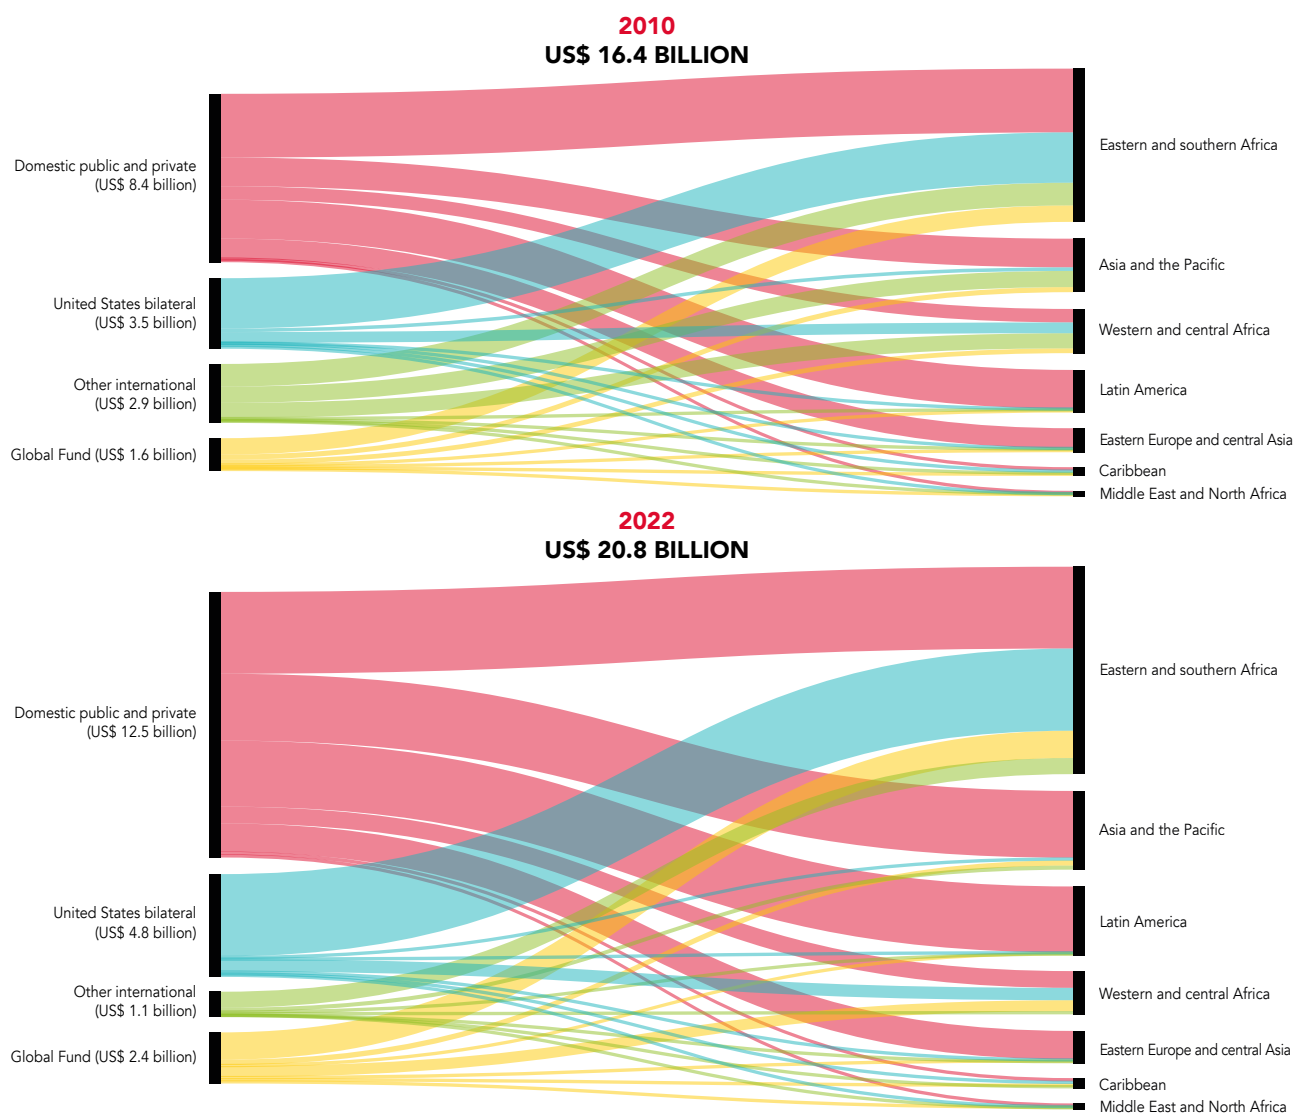 2010
US$ 16.4 BILLION
Domestic public and private
(US$ 8.4 billion)
United States bilateral
(US$ 3.5 billion)
Other international
(US$ 2.9 billion)
Global Fund (US$ 1.6 billion)
Eastern and southern Africa
Asia and the Pacific
Western and central Africa
Latin America
Eastern Europe and central Asia
Caribbean
Middle East and North Africa
2022
US$ 20.8 BILLION
Domestic public and private
(US$ 12.5 billion)
United States bilateral
(US$ 4.8 billion)
Other international
(US$ 1.1 billion)
Global Fund (US$ 2.4 billion)
Eastern and southern Africa
Asia and the Pacific
Latin America
Western and central Africa
Eastern Europe and central Asia
Caribbean
Middle East and North Africa